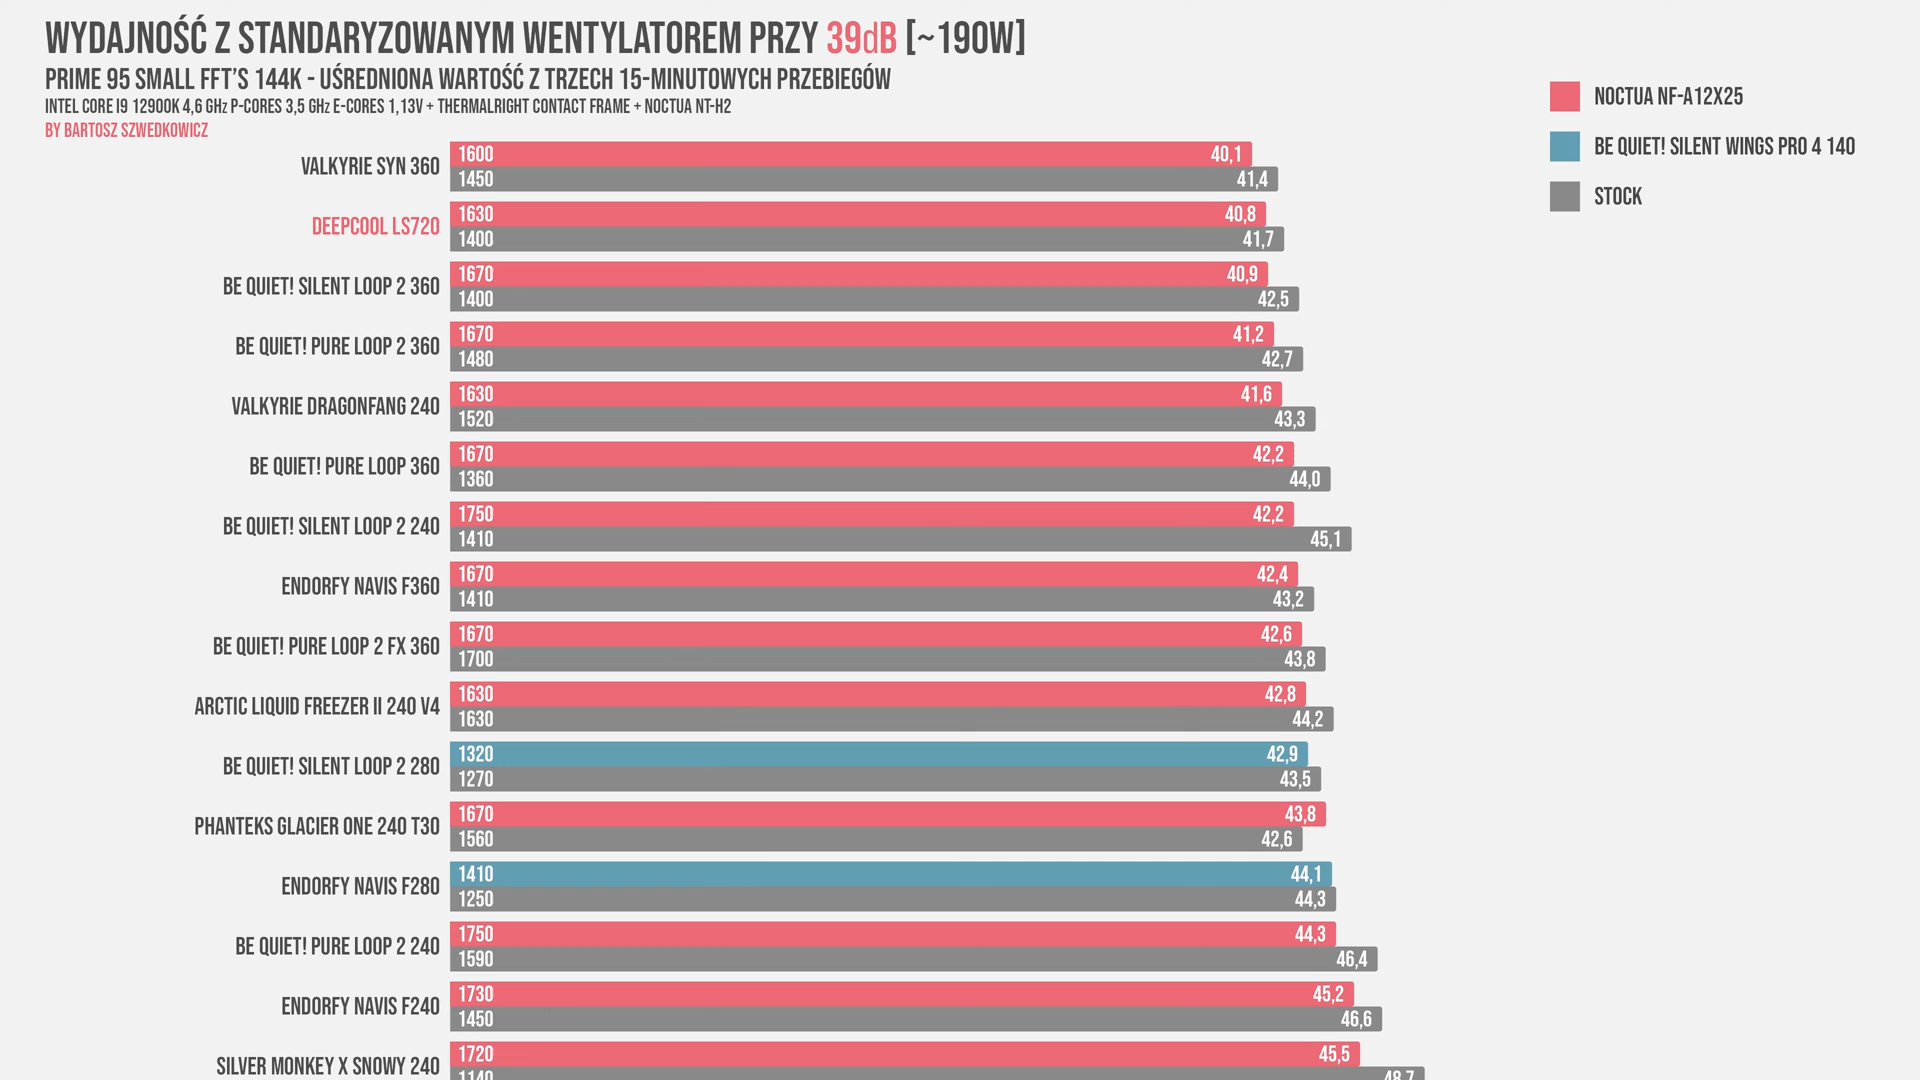 WYDAJNOŚĆ Z STANDARYZOWANYM WENTYLATOREM PRZY 39dB [~190W]
PRIME 95 SMALL FFT'S 144K - UŚREDNIONA WARTOŚĆ Z TRZECH 15-MINUTOWYCH PRZEBIEGÓW
INTEL CORE I9 12900K 4,6 GHz P-CORES 3,5 GHz E-CORES 1,13V + THERMALRIGHT CONTACT FRAME + NOCTUA NT-H2
BY BARTOSZ SZWEDKOWICZ
NOCTUA NF-A12X25
BE QUIET! SILENT WINGS PRO 4 140
STOCK
VALKYRIE SYN 360
1600 40,1
1450 41,4
DEEPCOOL LS720
1630 40,8
1400 41,7
BE QUIET! SILENT LOOP 2 360
1670 40,9
1400 42,5
BE QUIET! PURE LOOP 2 360
1670 41,2
1480 42,7
VALKYRIE DRAGONFANG 240
1630 41,6
1520 43,3
BE QUIET! PURE LOOP 360
1670 42,2
1360 44,0
BE QUIET! SILENT LOOP 2 240
1750 42,2
1410 45,1
ENDORFY NAVIS F360
1670 42,4
1410 43,2
BE QUIET! PURE LOOP 2 FX 360
1670 42,6
1700 43,8
ARCTIC LIQUID FREEZER II 240 V4
1630 42,8
1630 44,2
BE QUIET! SILENT LOOP 2 280
1320 42,9
1270 43,5
PHANTEKS GLACIER ONE 240 T30
1670 43,8
1560 42,6
ENDORFY NAVIS F280
1410 44,1
1250 44,3
BE QUIET! PURE LOOP 2 240
1750 44,3
1590 46,4
ENDORFY NAVIS F240
1730 45,2
1450 46,6
SILVER MONKEY X SNOWY 240
1720 45,5
1140 48,7